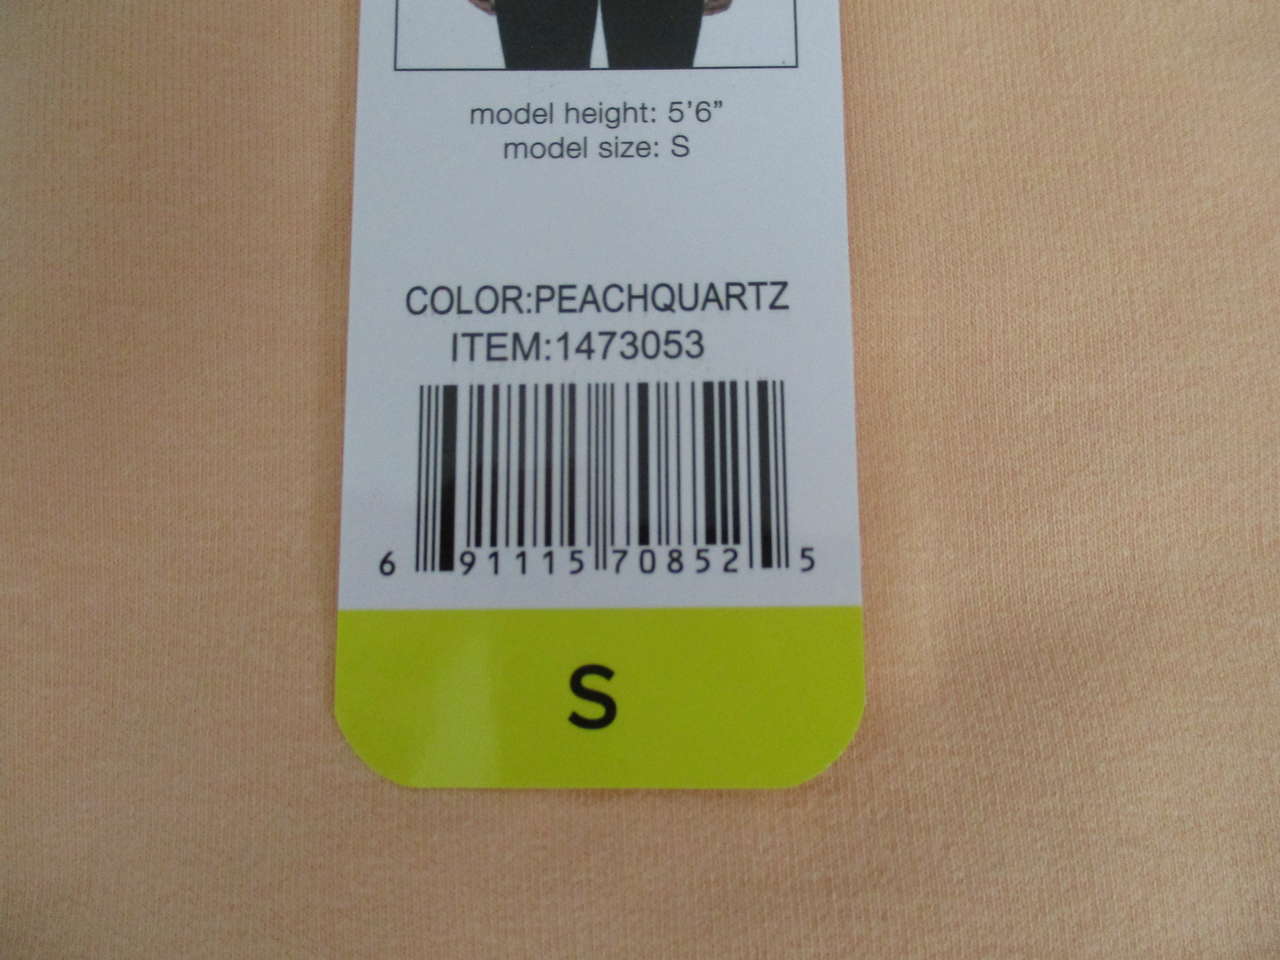 model height: 5'6”
model size: S
COLOR:PEACHQUARTZ
ITEM:1473053
6 91115 70852 5
S